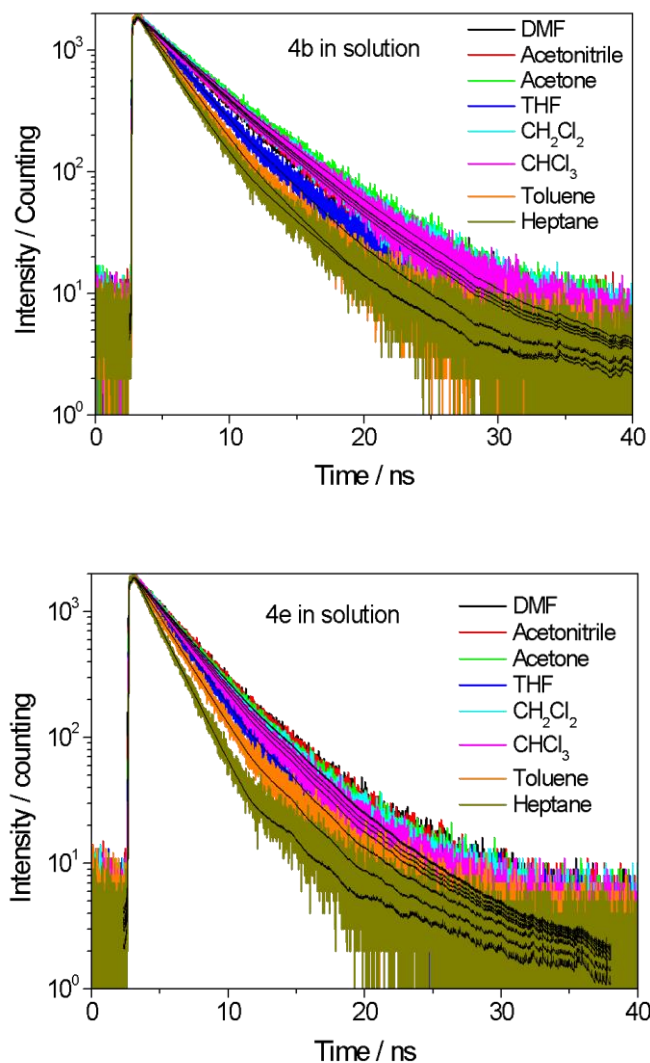 4b in solution
DMF
Acetonitrile
Acetone
THF
CH₂Cl₂
CHCl₃
Toluene
Heptane
Intensity / Counting
10³
10²
10¹
10⁰
0 10 20 30 40
Time / ns
4e in solution
DMF
Acetonitrile
Acetone
THF
CH₂Cl₂
CHCl₃
Toluene
Heptane
Intensity / counting
10³
10²
10¹
10⁰
0 10 20 30 40
Time / ns